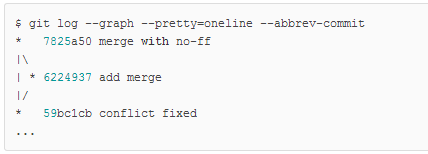 $ git log --graph --pretty=oneline --abbrev-commit
*   7825a50 merge with no-ff
|\
| * 6224937 add merge
|/
*   59bc1cb conflict fixed
...